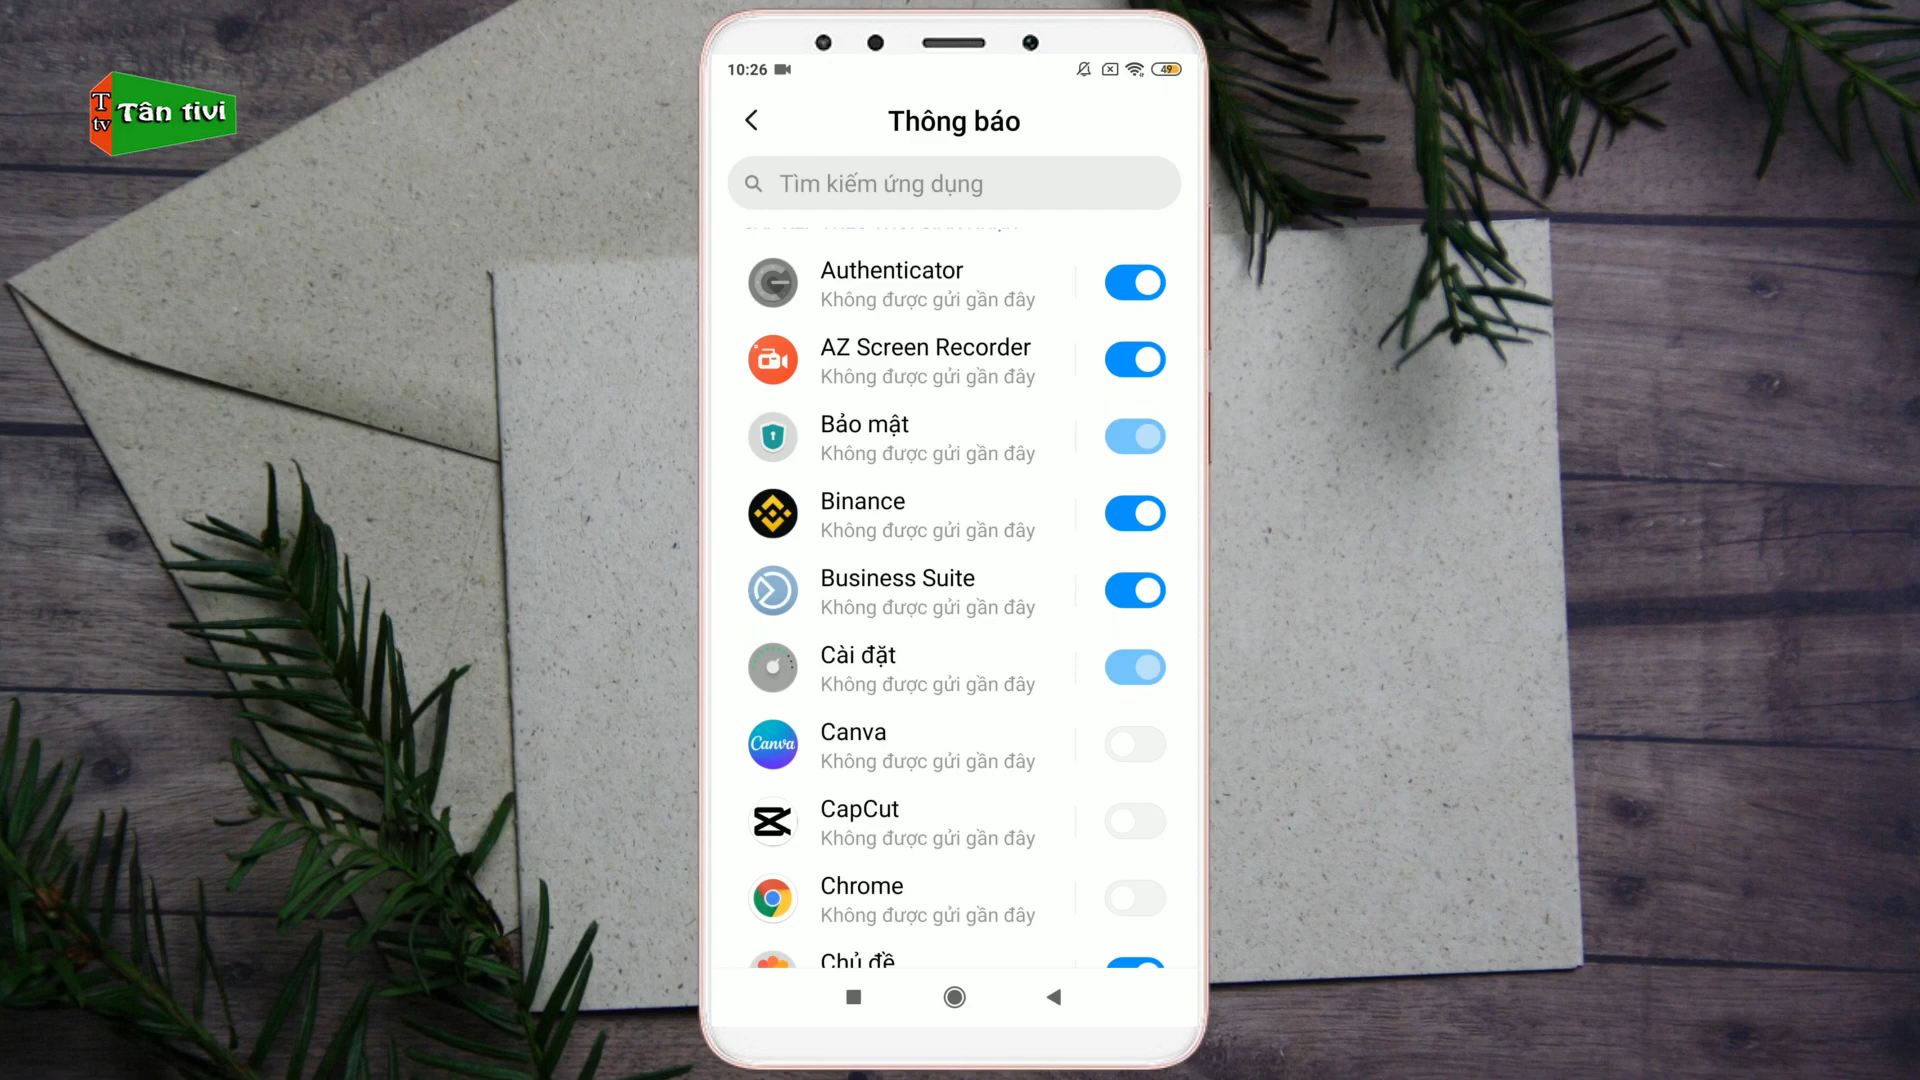 T
tv
Tân tivi
10:26
49
Thông báo
Tìm kiếm ứng dụng
Authenticator
Không được gửi gần đây
AZ Screen Recorder
Không được gửi gần đây
Bảo mật
Không được gửi gần đây
Binance
Không được gửi gần đây
Business Suite
Không được gửi gần đây
Cài đặt
Không được gửi gần đây
Canva
Canva
Không được gửi gần đây
CapCut
Không được gửi gần đây
Chrome
Không được gửi gần đây
Chủ đề